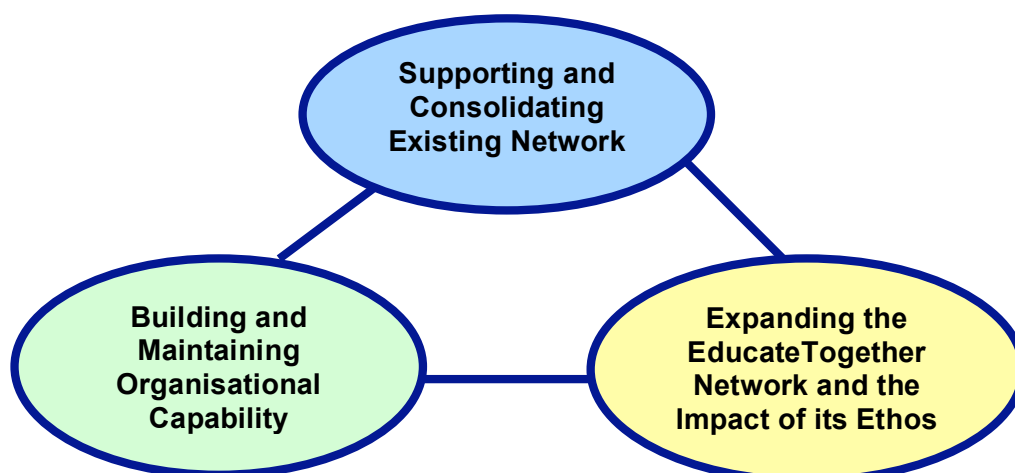 Supporting and
Consolidating
Existing Network
Building and
Maintaining
Organisational
Capability
Expanding the
EducateTogether
Network and the
Impact of its Ethos